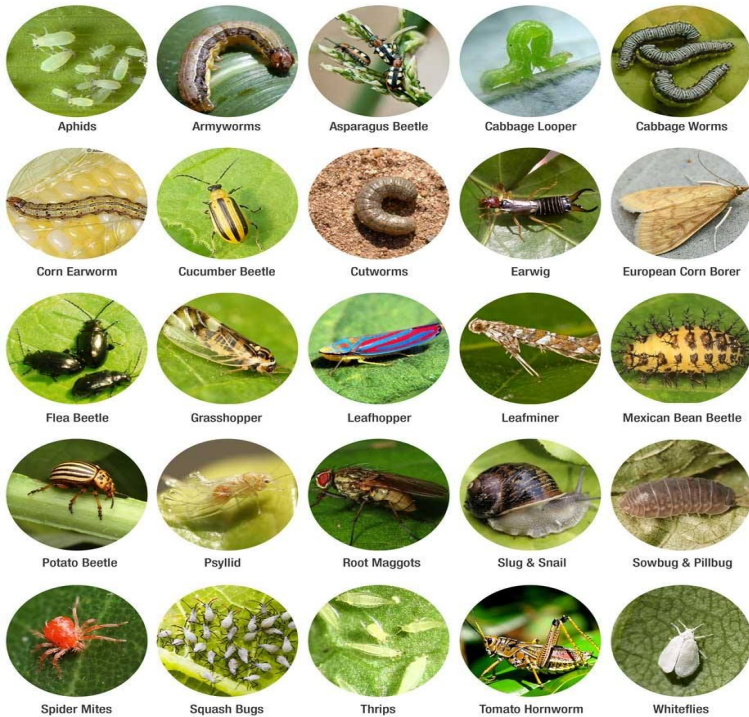 Aphids
Armyworms
Asparagus Beetle
Cabbage Looper
Cabbage Worms
Corn Earworm
Cucumber Beetle
Cutworms
Earwig
European Corn Borer
Flea Beetle
Grasshopper
Leafhopper
Leafminer
Mexican Bean Beetle
Potato Beetle
Psyllid
Root Maggots
Slug & Snail
Sowbug & Pillbug
Spider Mites
Squash Bugs
Thrips
Tomato Hornworm
Whiteflies